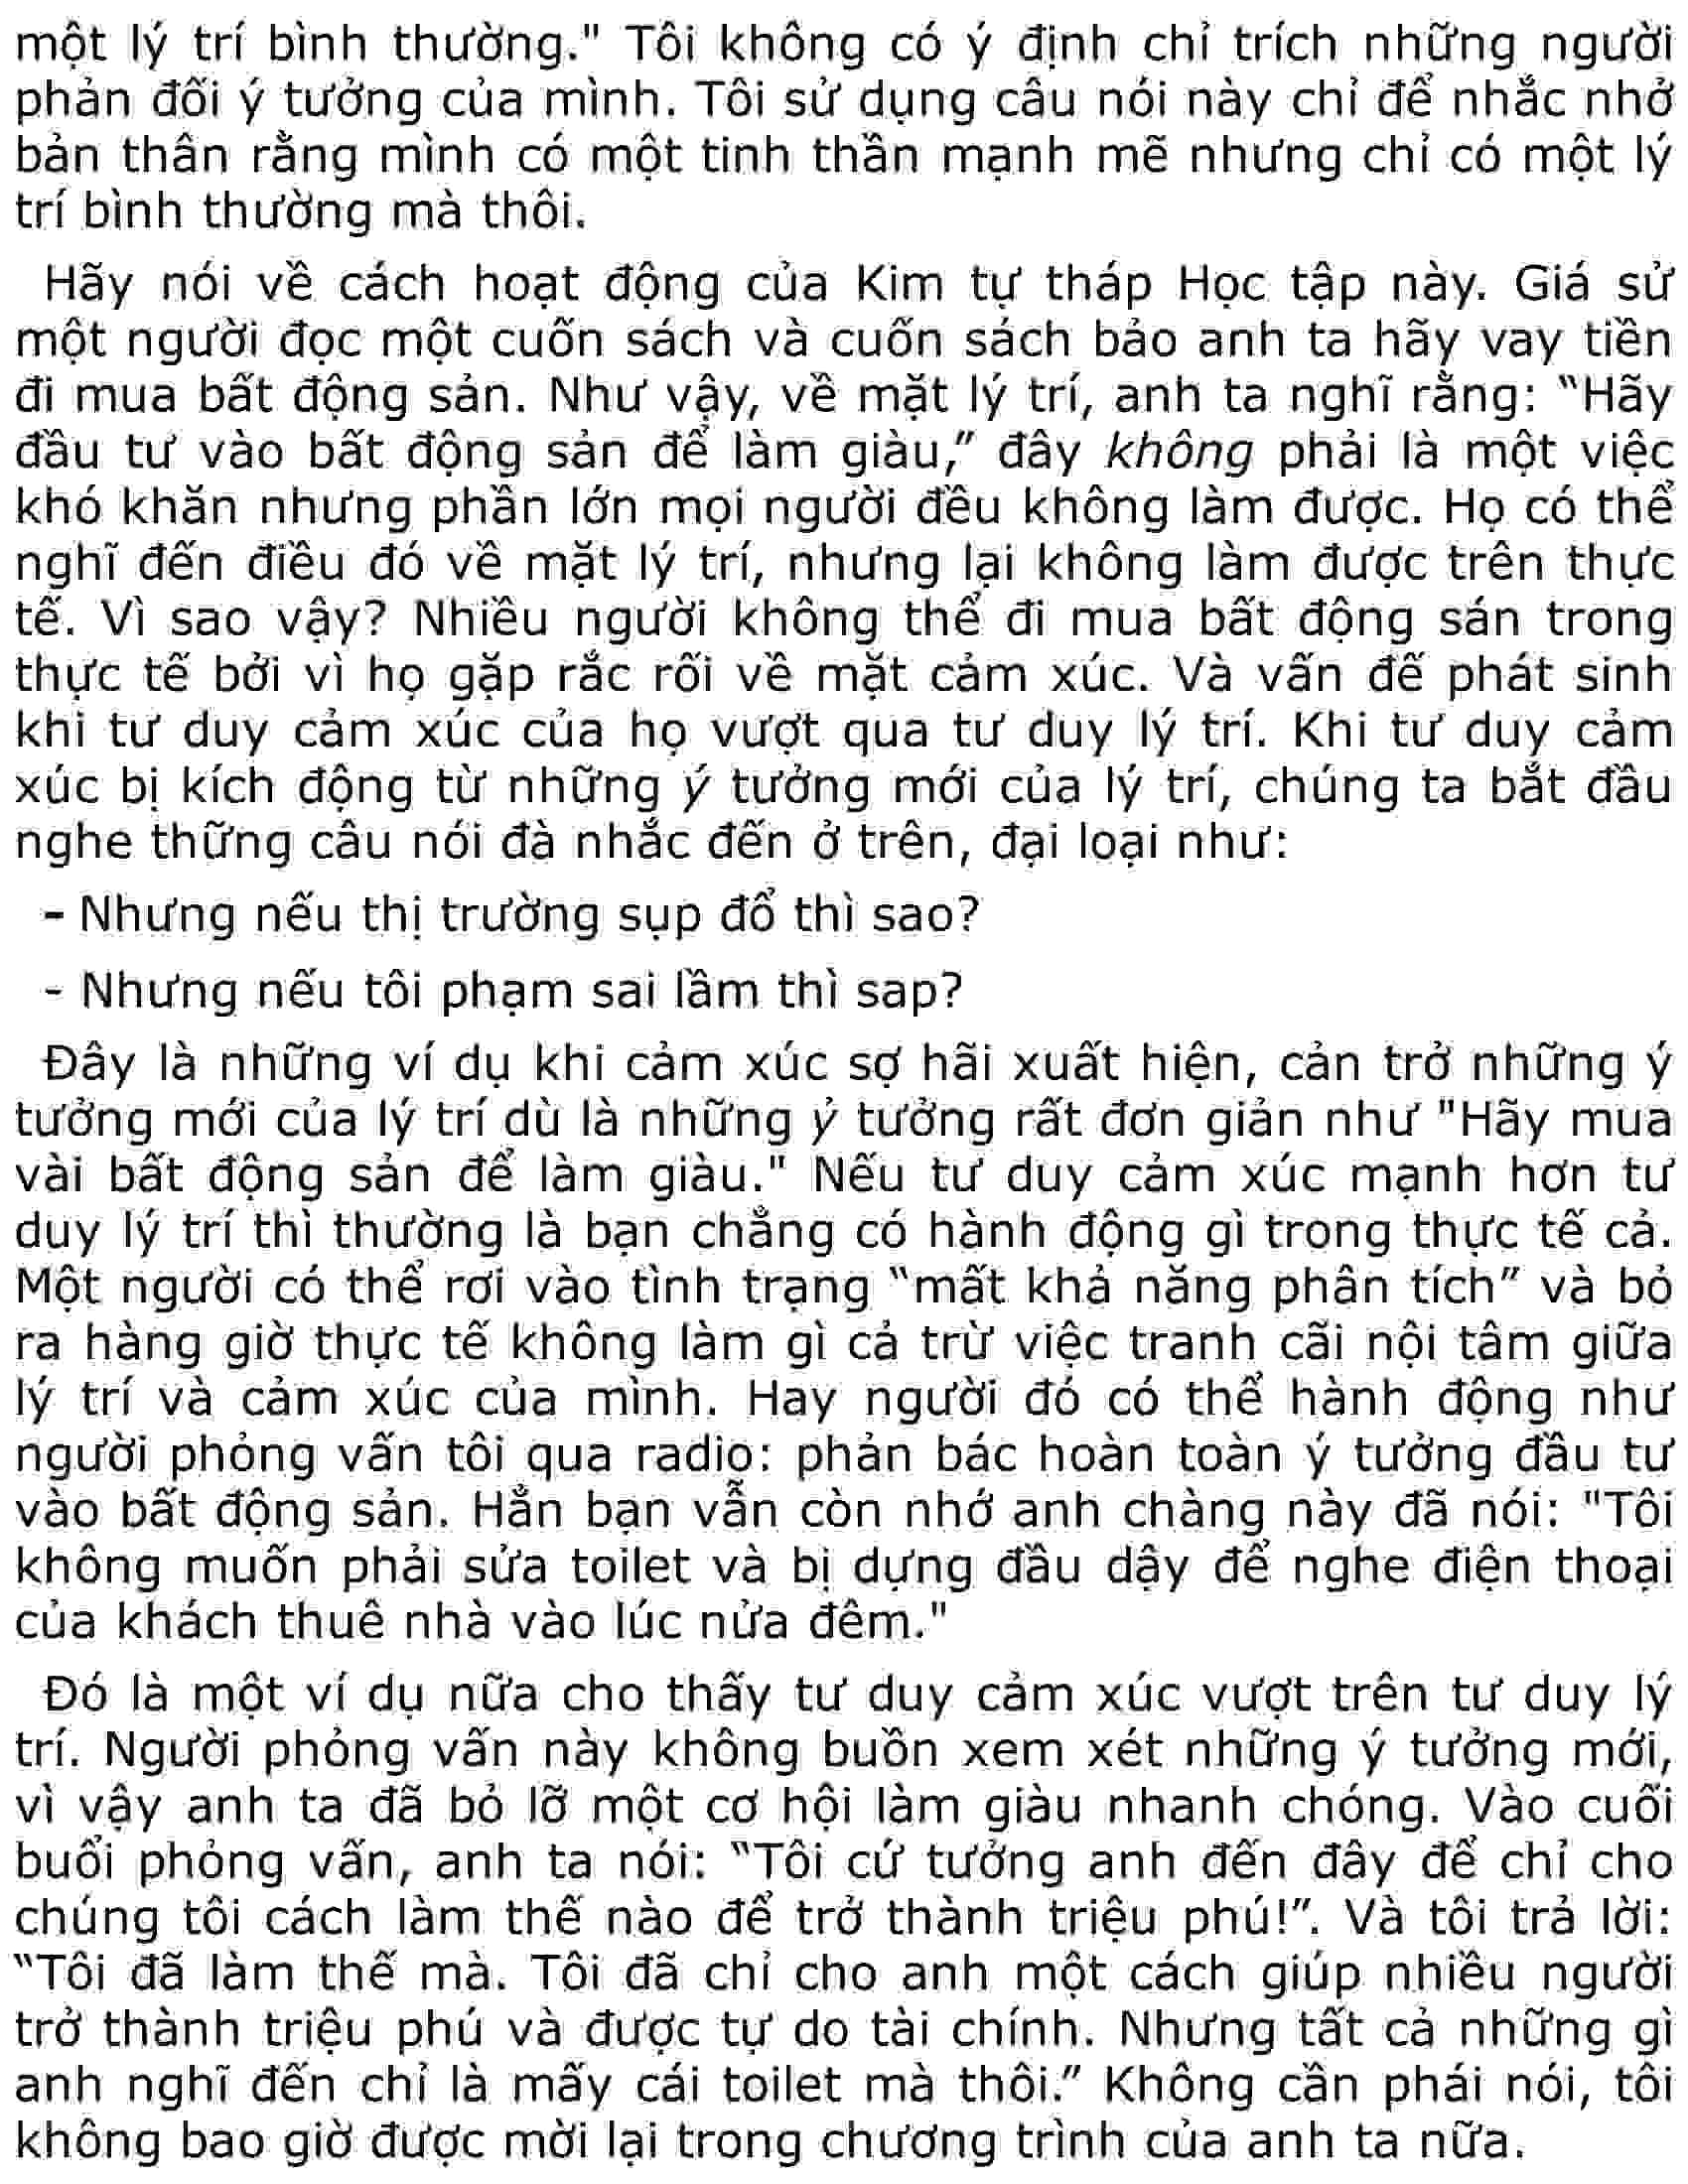 một lý trí bình thường." Tôi không có ý định chỉ trích những người
phản đối ý tưởng của mình. Tôi sử dụng câu nói này chỉ để nhắc nhở
bản thân rằng mình có một tinh thần mạnh mẽ nhưng chỉ có một lý
trí bình thường mà thôi.
Hãy nói về cách hoạt động của Kim tự tháp Học tập này. Giá sử
một người đọc một cuốn sách và cuốn sách bảo anh ta hãy vay tiền
đi mua bất động sản. Như vậy, về mặt lý trí, anh ta nghĩ rằng: “Hãy
đầu tư vào bất động sản để làm giàu,” đây không phải là một việc
khó khăn nhưng phần lớn mọi người đều không làm được. Họ có thể
nghĩ đến điều đó về mặt lý trí, nhưng lại không làm được trên thực
tế. Vì sao vậy? Nhiều người không thể đi mua bất động sán trong
thực tế bởi vì họ gặp rắc rối về mặt cảm xúc. Và vấn đế phát sinh
khi tư duy cảm xúc của họ vượt qua tư duy lý trí. Khi tư duy cảm
xúc bị kích động từ những ý tưởng mới của lý trí, chúng ta bắt đầu
nghe thững câu nói đà nhắc đến ở trên, đại loại như:
- Nhưng nếu thị trường sụp đổ thì sao?
- Nhưng nếu tôi phạm sai lầm thì sap?
Đây là những ví dụ khi cảm xúc sợ hãi xuất hiện, cản trở những ý
tưởng mới của lý trí dù là những ỷ tưởng rất đơn giản như "Hãy mua
vài bất động sản để làm giàu." Nếu tư duy cảm xúc mạnh hơn tư
duy lý trí thì thường là bạn chẳng có hành động gì trong thực tế cả.
Một người có thể rơi vào tình trạng “mất khả năng phân tích” và bỏ
ra hàng giờ thực tế không làm gì cả trừ việc tranh cãi nội tâm giữa
lý trí và cảm xúc của mình. Hay người đó có thể hành động như
người phỏng vấn tôi qua radio: phản bác hoàn toàn ý tưởng đầu tư
vào bất động sản. Hẳn bạn vẫn còn nhớ anh chàng này đã nói: "Tôi
không muốn phải sửa toilet và bị dựng đầu dậy để nghe điện thoại
của khách thuê nhà vào lúc nửa đêm."
Đó là một ví dụ nữa cho thấy tư duy cảm xúc vượt trên tư duy lý
trí. Người phỏng vấn này không buồn xem xét những ý tưởng mới,
vì vậy anh ta đã bỏ lỡ một cơ hội làm giàu nhanh chóng. Vào cuối
buổi phỏng vấn, anh ta nói: “Tôi cứ tưởng anh đến đây để chỉ cho
chúng tôi cách làm thế nào để trở thành triệu phú!”. Và tôi trả lời:
“Tôi đã làm thế mà. Tôi đã chỉ cho anh một cách giúp nhiều người
trở thành triệu phú và được tự do tài chính. Nhưng tất cả những gì
anh nghĩ đến chỉ là mấy cái toilet mà thôi.” Không cần phái nói, tôi
không bao giờ được mời lại trong chương trình của anh ta nữa.